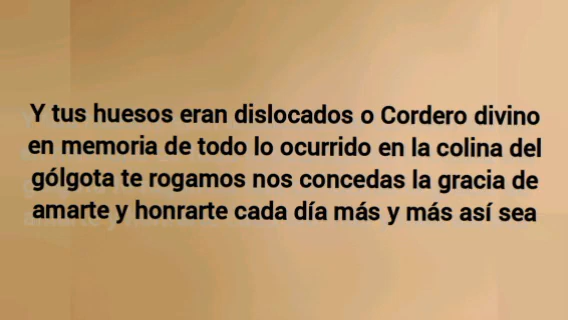 Y tus huesos eran dislocados o Cordero divino
en memoria de todo lo ocurrido en la colina del
gólgota te rogamos nos concedas la gracia de
amarte y honrarte cada día más y más así sea